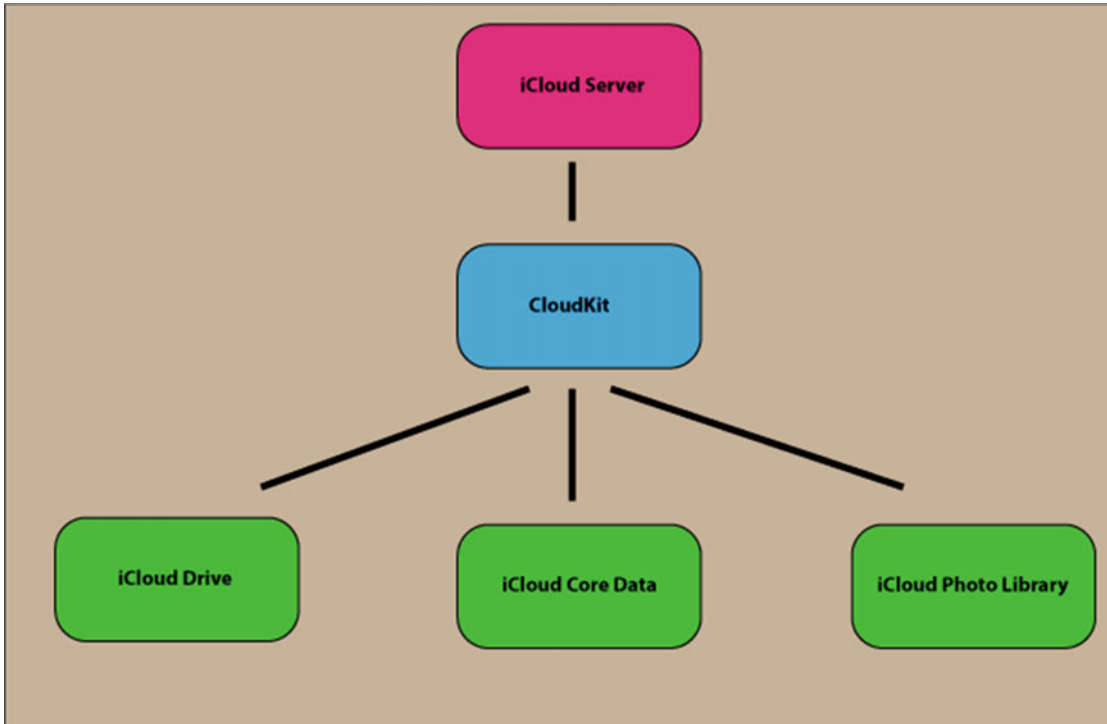 iCloud Server
CloudKit
iCloud Drive
iCloud Core Data
iCloud Photo Library